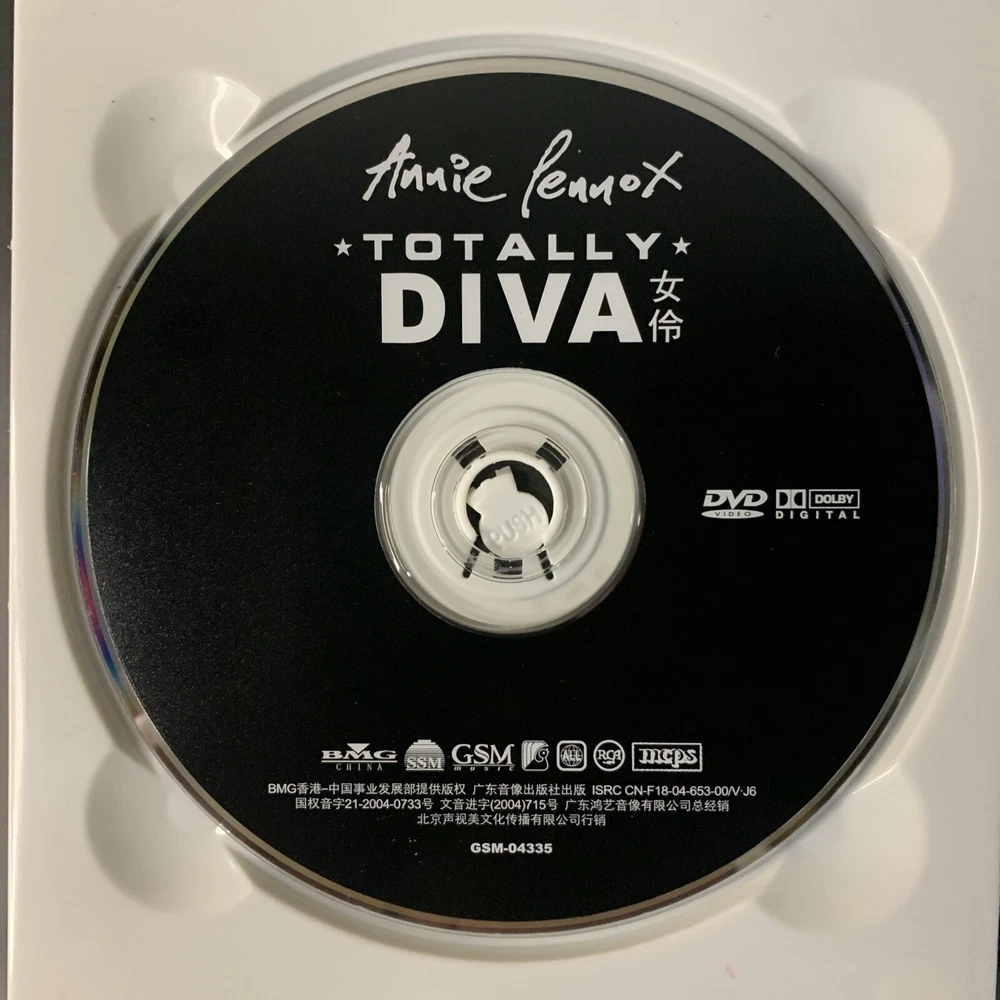 Annie Lennox
★TOTALLY★
DIVA女伶
PUSH
DVD VIDEO DOLBY DIGITAL
BMG CHINA SSM GSM MUSIC ALL RCA mcps
BMG香港-中国事业发展部提供版权 广东音像出版社出版 ISRC CN-F18-04-653-00/V·J6
国权音字21-2004-0733号 文音进字(2004)715号 广东鸿艺音像有限公司总经销
北京声视美文化传播有限公司行销
GSM-04335